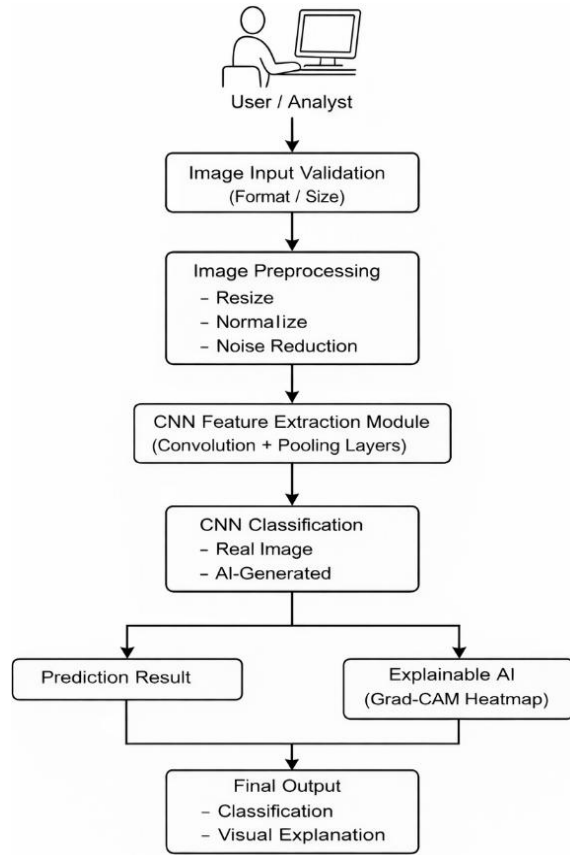 User / Analyst
Image Input Validation
(Format / Size)
Image Preprocessing
- Resize
- Normalize
- Noise Reduction
CNN Feature Extraction Module
(Convolution + Pooling Layers)
CNN Classification
- Real Image
- AI-Generated
Prediction Result
Explainable AI
(Grad-CAM Heatmap)
Final Output
- Classification
- Visual Explanation